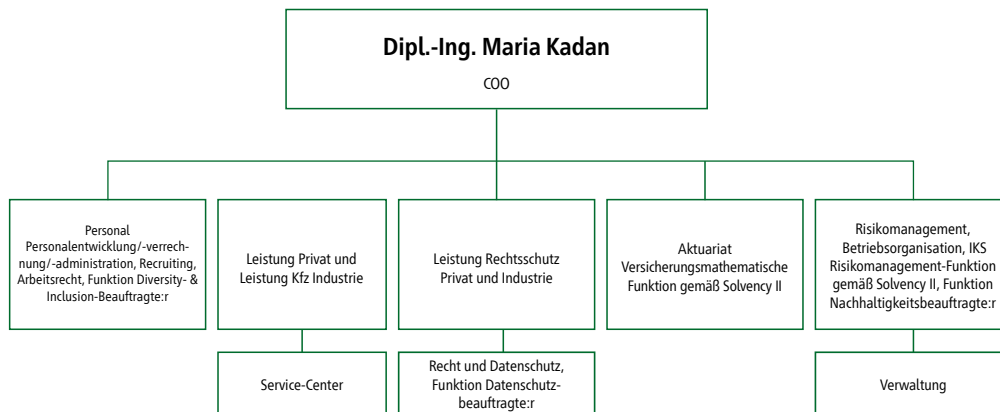 Dipl.-Ing. Maria Kadan
COO
Personal
Personalentwicklung/-verrech-
nung/-administration, Recruiting,
Arbeitsrecht, Funktion Diversity- &
Inclusion-Beauftragte:r
Leistung Privat und
Leistung Kfz Industrie
Leistung Rechtsschutz
Privat und Industrie
Aktuariat
Versicherungsmathematische
Funktion gemäß Solvency II
Risikomanagement,
Betriebsorganisation, IKS
Risikomanagement-Funktion
gemäß Solvency II, Funktion
Nachhaltigkeitsbeauftragte:r
Service-Center
Recht und Datenschutz,
Funktion Datenschutz-
beauftragte:r
Verwaltung